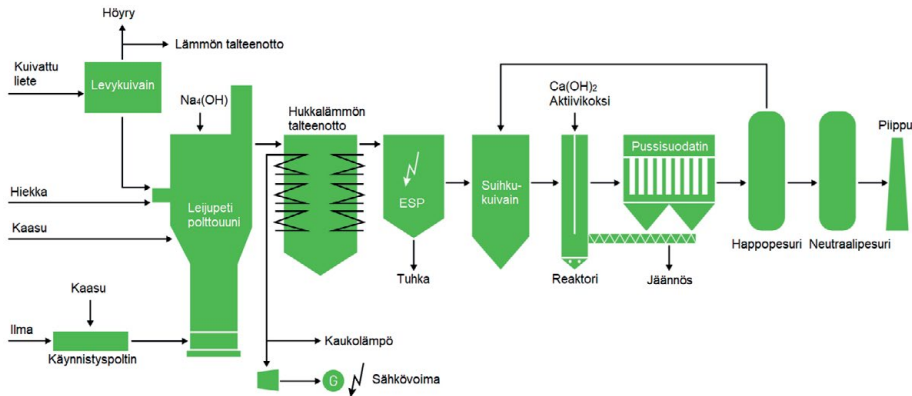 Höyry
Lämmön talteenotto
Kuivattu
liete
Levykuivain
Na₄(OH)
Hukkalämmön
talteenotto
Ca(OH)₂
Aktiivikoksi
Pussisuodatin
Piippu
Hiekka
Leijupeti
polttouuni
ESP
Suihku-
kuivain
Kaasu
Tuhka
Reaktori
Jäännös
Happopesuri
Neutraalipesuri
Kaasu
Ilma
Käynnistyspoltin
Kaukolämpö
G
Sähkövoima